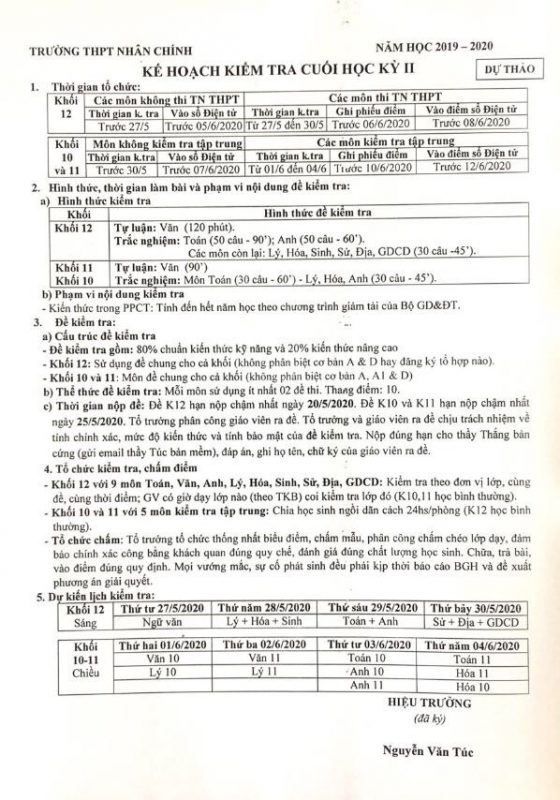 TRƯỜNG THPT NHÂN CHÍNH
NĂM HỌC 2019 – 2020
KẾ HOẠCH KIỂM TRA CUỐI HỌC KỲ II
DỰ THẢO
1. Thời gian tổ chức:
Khối 12
Các môn không thi TN THPT
Các môn thi TN THPT
Thời gian k.tra
Vào sổ Điện tử
Thời gian k.tra
Ghi phiếu điểm
Vào điểm sổ Điện tử
Trước 27/5
Trước 05/6/2020
Từ 27/5 đến 30/5
Trước 06/6/2020
Trước 08/6/2020
Khối 10 và 11
Môn không kiểm tra tập trung
Các môn kiểm tra tập trung
Thời gian k.tra
Vào sổ Điện tử
Thời gian k.tra
Ghi phiếu điểm
Vào điểm sổ Điện tử
Trước 30/5
Trước 07/6/2020
Từ 01/6 đến 04/6
Trước 10/6/2020
Trước 12/6/2020
2. Hình thức, thời gian làm bài và phạm vi nội dung đề kiểm tra:
a) Hình thức kiểm tra
Khối
Hình thức đề kiểm tra
Khối 12
Tự luận: Văn (120 phút).
Trắc nghiệm: Toán (50 câu - 90’); Anh (50 câu - 60’).
Các môn còn lại: Lý, Hóa, Sinh, Sử, Địa, GDCD (30 câu -45’).
Khối 11
Tự luận: Văn (90’)
Khối 10
Trắc nghiệm: Môn Toán (30 câu - 60’) - Lý, Hóa, Anh (30 câu - 45’).
b) Phạm vi nội dung kiểm tra
- Kiến thức trong PPCT: Tính đến hết năm học theo chương trình giảm tải của Bộ GD&ĐT.
3. Đề kiểm tra:
a) Cấu trúc đề kiểm tra
- Đề kiểm tra gồm: 80% chuẩn kiến thức kỹ năng và 20% kiến thức nâng cao
- Khối 12: Sử dụng đề chung cho cả khối (không phân biệt cơ bản A & D hay đăng ký tổ hợp nào).
- Khối 10 và 11: Môn đề chung cho cả khối (không phân biệt cơ bản A, A1 & D)
b) Thể thức đề kiểm tra: Mỗi môn sử dụng ít nhất 02 đề thi. Thang điểm: 10.
c) Thời gian nộp đề: Đề K12 hạn nộp chậm nhất ngày 20/5/2020. Đề K10 và K11 hạn nộp chậm nhất
ngày 25/5/2020. Tổ trưởng phân công giáo viên ra đề. Tổ trưởng và giáo viên ra đề chịu trách nhiệm về
tính chính xác, mức độ kiến thức và tính bảo mật của đề kiểm tra. Nộp đúng hạn cho thầy Thắng bản
cứng (gửi email thầy Túc bản mềm), đáp án, ghi họ tên, chữ ký của giáo viên ra đề.
4. Tổ chức kiểm tra, chấm điểm
- Khối 12 với 9 môn Toán, Văn, Anh, Lý, Hóa, Sinh, Sử, Địa, GDCD: Kiểm tra theo đơn vị lớp, cùng
đề, cùng thời điểm; GV có giờ dạy lớp nào (theo TKB) coi kiểm tra lớp đó (K10,11 học bình thường).
- Khối 10 và 11 với 5 môn kiểm tra tập trung: Chia học sinh ngồi dãn cách 24hs/phòng (K12 học bình
thường).
- Tổ chức chấm: Tổ trưởng tổ chức thống nhất biểu điểm, chấm mẫu, phân công chấm chéo lớp dạy, đảm
bảo chính xác công bằng khách quan đúng quy chế, đánh giá đúng chất lượng học sinh. Chữa, trả bài,
vào điểm đúng quy định. Mọi vướng mắc, sự cố phát sinh đều phải kịp thời báo cáo BGH và đề xuất
phương án giải quyết.
5. Dự kiến lịch kiểm tra:
Khối 12
Thứ tư 27/5/2020
Thứ năm 28/5/2020
Thứ sáu 29/5/2020
Thứ bảy 30/5/2020
Sáng
Ngữ văn
Lý + Hóa + Sinh
Toán + Anh
Sử + Địa + GDCD
Khối 10-11
Thứ hai 01/6/2020
Thứ ba 02/6/2020
Thứ tư 03/6/2020
Thứ năm 04/6/2020
Chiều
Văn 10
Văn 11
Toán 10
Toán 11
Lý 10
Lý 11
Anh 10
Hóa 11
Anh 11
Hóa 10
HIỆU TRƯỞNG
(đã ký)
Nguyễn Văn Túc